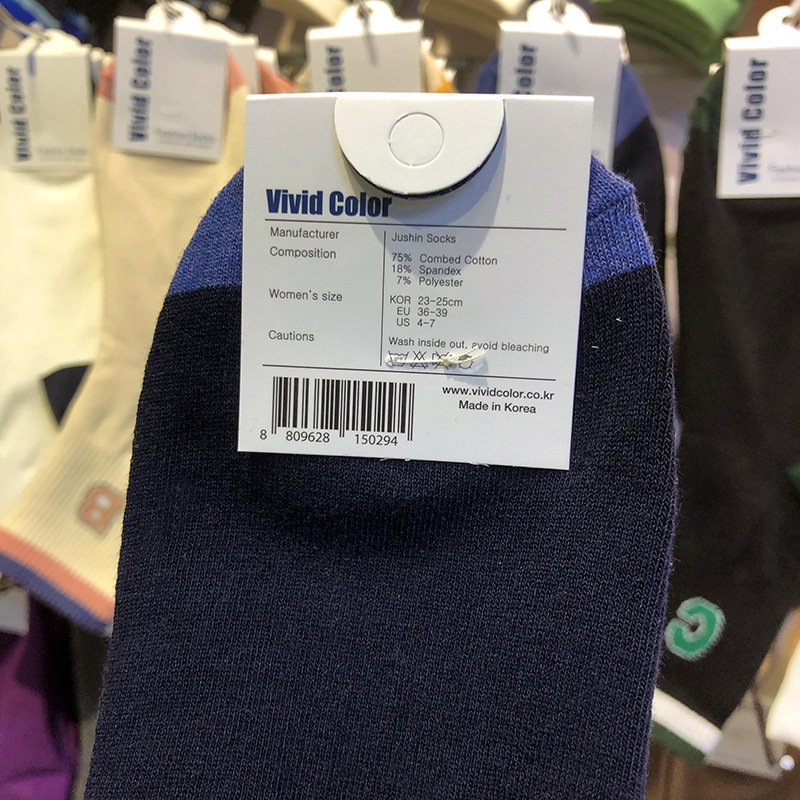 Vivid Color
Vivid Color
Vivid Color
Vivid Color
Vivid Color
Vivid Color
Manufacturer Jushin Socks
Composition 75% Combed Cotton
18% Spandex
7% Polyester
Women's size KOR 23-25cm
EU 36-39
US 4-7
Cautions Wash inside out, avoid bleaching
www.vividcolor.co.kr
Made in Korea
8 809628 150294
B
C